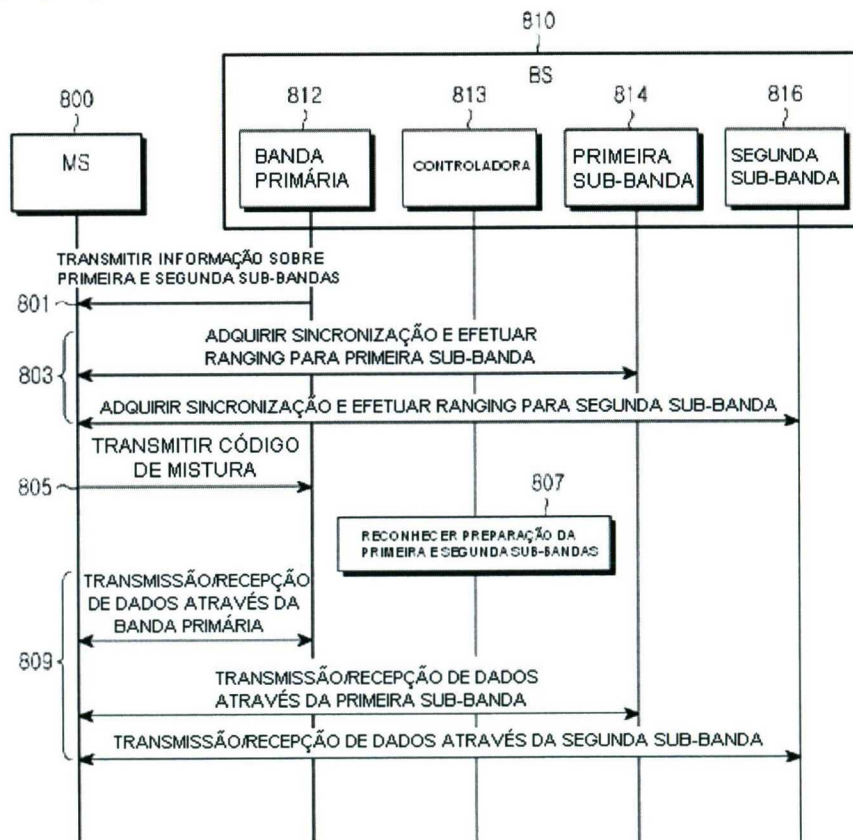 810
BS
800
812
813
814
816
MS
BANDA
PRIMÁRIA
CONTROLADORA
PRIMEIRA
SUB-BANDA
SEGUNDA
SUB-BANDA
TRANSMITIR INFORMAÇÃO SOBRE
PRIMEIRA E SEGUNDA SUB-BANDAS
801
ADQUIRIR SINCRONIZAÇÃO E EFETUAR
RANGING PARA PRIMEIRA SUB-BANDA
803
ADQUIRIR SINCRONIZAÇÃO E EFETUAR RANGING PARA SEGUNDA SUB-BANDA
TRANSMITIR CÓDIGO
DE MISTURA
805
807
RECONHECER PREPARAÇÃO DA
PRIMEIRA E SEGUNDA SUB-BANDAS
TRANSMISSÃO/RECEPÇÃO
DE DADOS ATRAVÉS DA
BANDA PRIMÁRIA
809
TRANSMISSÃO/RECEPÇÃO DE DADOS
ATRAVÉS DA PRIMEIRA SUB-BANDA
TRANSMISSÃO/RECEPÇÃO DE DADOS ATRAVÉS DA SEGUNDA SUB-BANDA